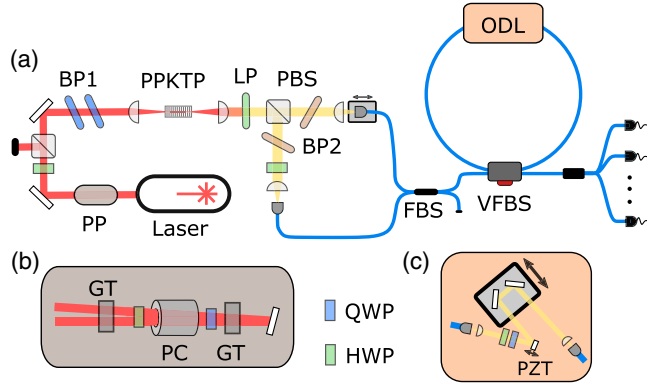 (a)
BP1
PPKTP
LP
PBS
ODL
BP2
PP
Laser
FBS
VFBS
(b)
GT
PC
GT
QWP
HWP
(c)
PZT